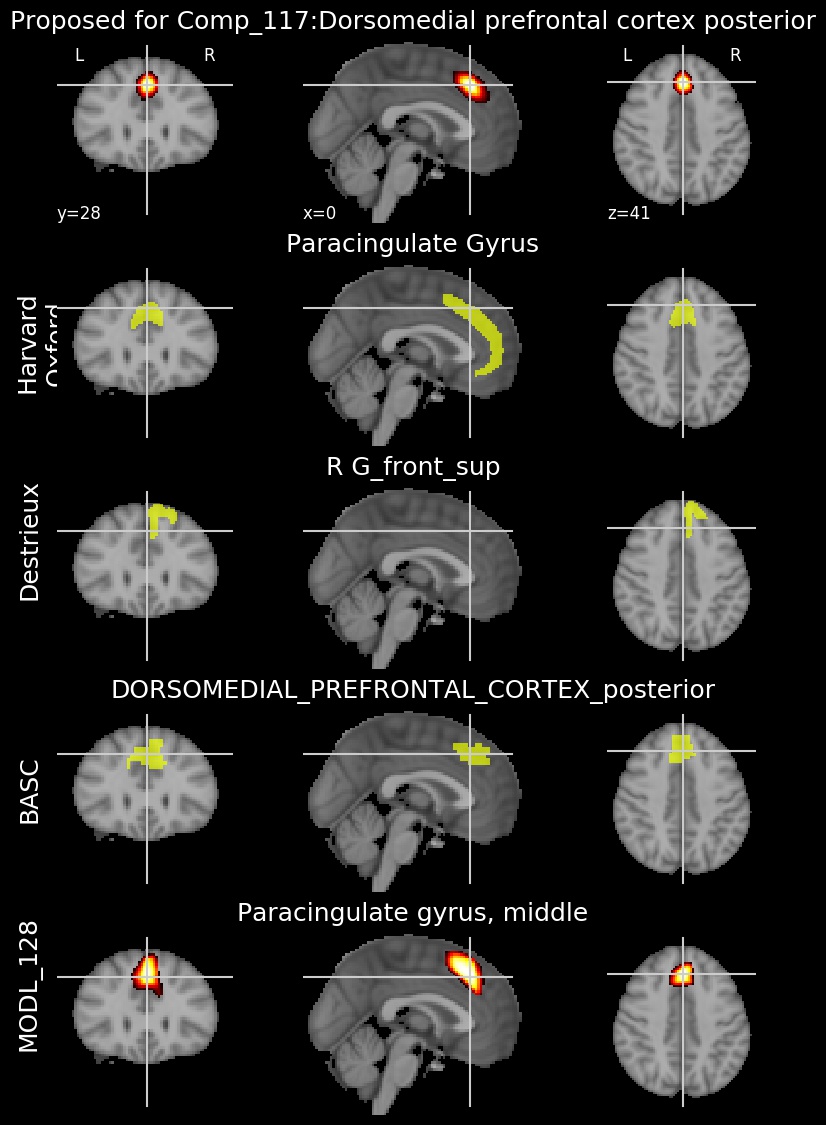 Proposed for Comp_117:Dorsomedial prefrontal cortex posterior
L R L R
y=28 x=0 z=41
Paracingulate Gyrus
Harvard
Oxford
R G_front_sup
Destrieux
DORSOMEDIAL_PREFRONTAL_CORTEX_posterior
BASC
Paracingulate gyrus, middle
MODL_128